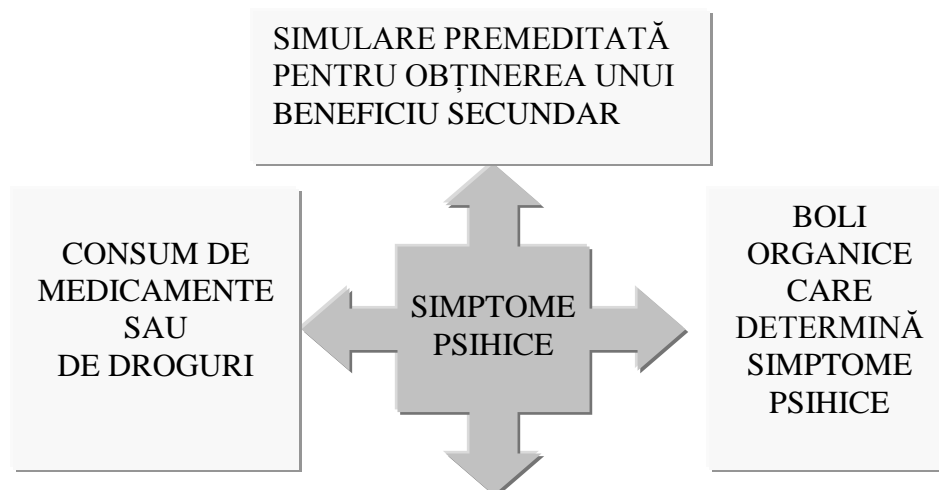 SIMULARE PREMEDITATĂ
PENTRU OBȚINEREA UNUI
BENEFICIU SECUNDAR
CONSUM DE
MEDICAMENTE
SAU
DE DROGURI
SIMPTOME
PSIHICE
BOLI
ORGANICE
CARE
DETERMINĂ
SIMPTOME
PSIHICE